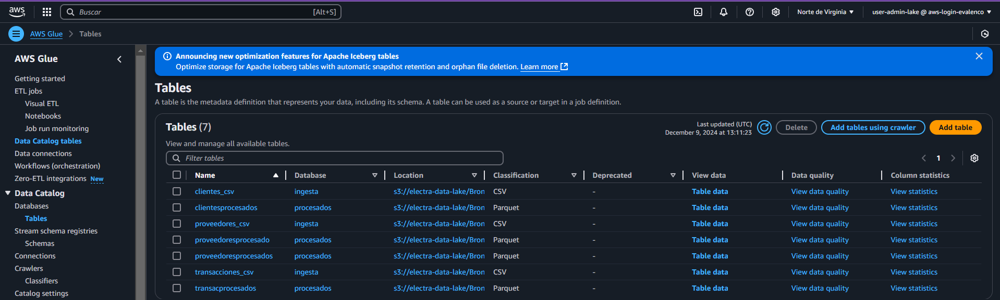 aws
Buscar [Alt+S] Norte de Virginia user-admin-lake @ aws-login-evalenco
AWS Glue Tables
AWS Glue
Getting started
ETL jobs
Visual ETL
Notebooks
Job run monitoring
Data Catalog tables
Data connections
Workflows (orchestration)
Zero-ETL integrations New
Data Catalog
Databases
Tables
Stream schema registries
Schemas
Connections
Crawlers
Classifiers
Catalog settings
Announcing new optimization features for Apache Iceberg tables
Optimize storage for Apache Iceberg tables with automatic snapshot retention and orphan file deletion. Learn more
Tables
A table is the metadata definition that represents your data, including its schema. A table can be used as a source or target in a job definition.
Tables (7)
Last updated (UTC)
December 9, 2024 at 13:11:23
Delete Add tables using crawler Add table
View and manage all available tables.
Filter tables
1
Name Database Location Classification Deprecated View data Data quality Column statistics
clientes_csv ingesta s3://electra-data-lake/Bron CSV - Table data View data quality View statistics
clientesprocesados procesados s3://electra-data-lake/Bron Parquet - Table data View data quality View statistics
proveedores_csv ingesta s3://electra-data-lake/Bron CSV - Table data View data quality View statistics
proveedoresprocesado procesados s3://electra-data-lake/Bron Parquet - Table data View data quality View statistics
proveedoresprocesados procesados s3://electra-data-lake/Bron Parquet - Table data View data quality View statistics
transacciones_csv ingesta s3://electra-data-lake/Bron CSV - Table data View data quality View statistics
transacprocesados procesados s3://electra-data-lake/Bron Parquet - Table data View data quality View statistics